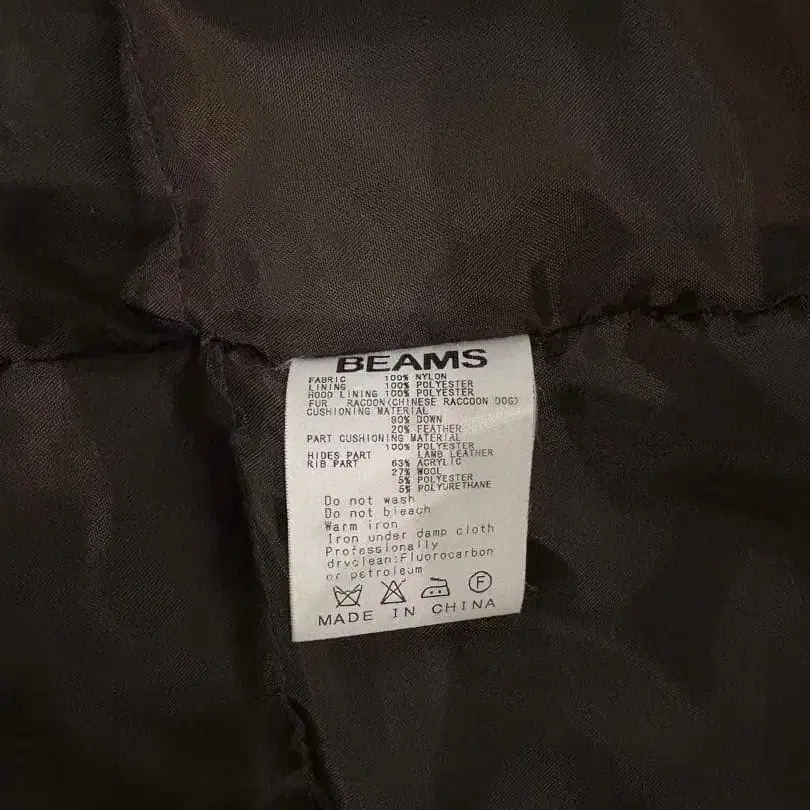 BEAMS
FABRIC 100% NYLON
LINING 100% POLYESTER
HOOD LINING 100% POLYESTER
FUR RACOON(CHINESE RACCOON DOG)
CUSHIONING MATERIAL
80% DOWN
20% FEATHER
PART CUSHIONING MATERIAL
100% POLYESTER
HIDES PART LAMB LEATHER
RIB PART 63% ACRYLIC
27% WOOL
5% POLYESTER
5% POLYURETHANE
Do not wash
Do not bleach
Warm iron
Iron under damp cloth
Professionally
dryclean:Fluorocarbon
or petroleum
F
MADE IN CHINA